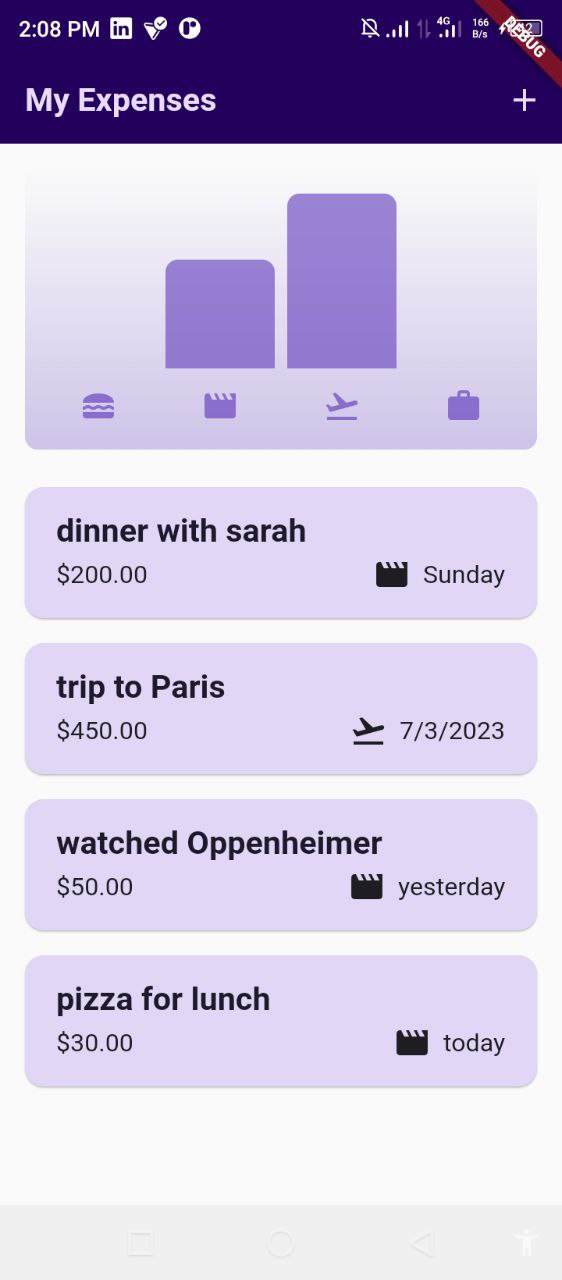 2:08 PM
4G
166
B/s
DEBUG
My Expenses
dinner with sarah
$200.00
Sunday
trip to Paris
$450.00
7/3/2023
watched Oppenheimer
$50.00
yesterday
pizza for lunch
$30.00
today